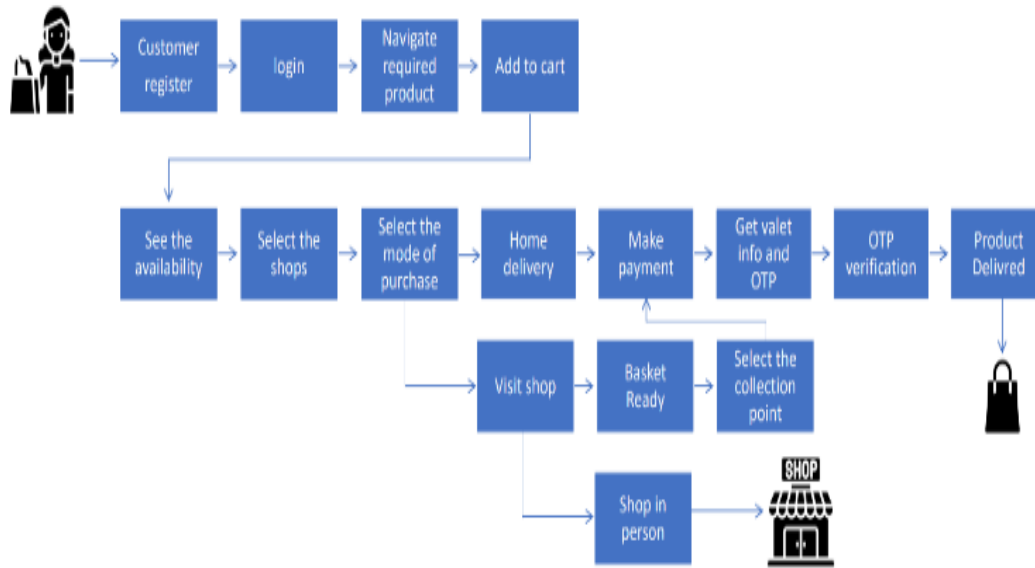 Customer
register
login
Navigate
required
product
Add to cart
See the
availability
Select the
shops
Select the
mode of
purchase
Home
delivery
Make
payment
Get valet
info and
OTP
OTP
verification
Product
Delivred
Visit shop
Basket
Ready
Select the
collection
point
Shop in
person
SHOP